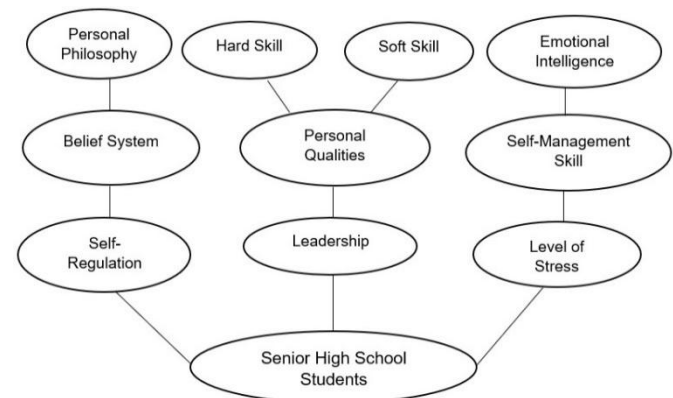 Personal
Philosophy
Hard Skill
Soft Skill
Emotional
Intelligence
Belief System
Personal
Qualities
Self-Management
Skill
Self-
Regulation
Leadership
Level of
Stress
Senior High School
Students